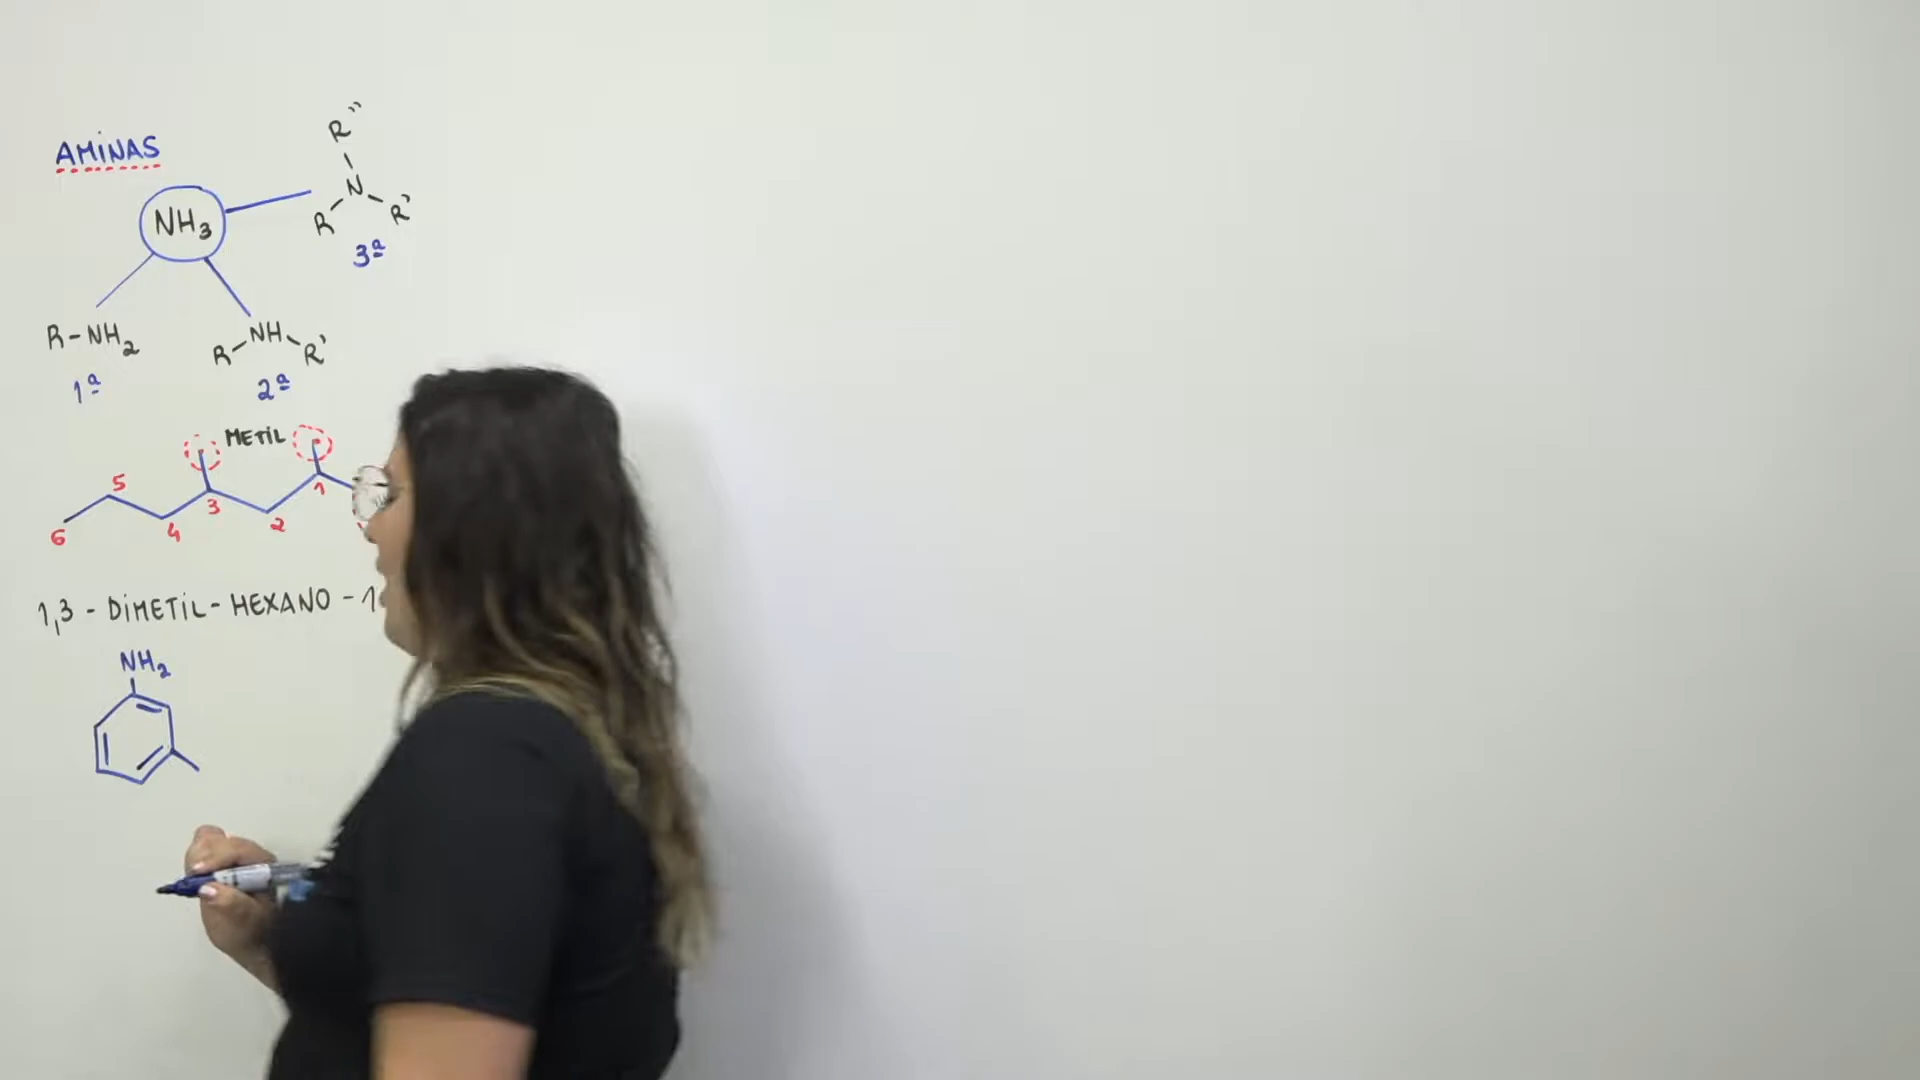 AMINAS
R"
N
R R'
3ª
NH3
R-NH2
1ª
NH
R R'
2ª
METIL
6 5 4 3 2 1
1,3-DIMETIL-HEXANO-1
NH2